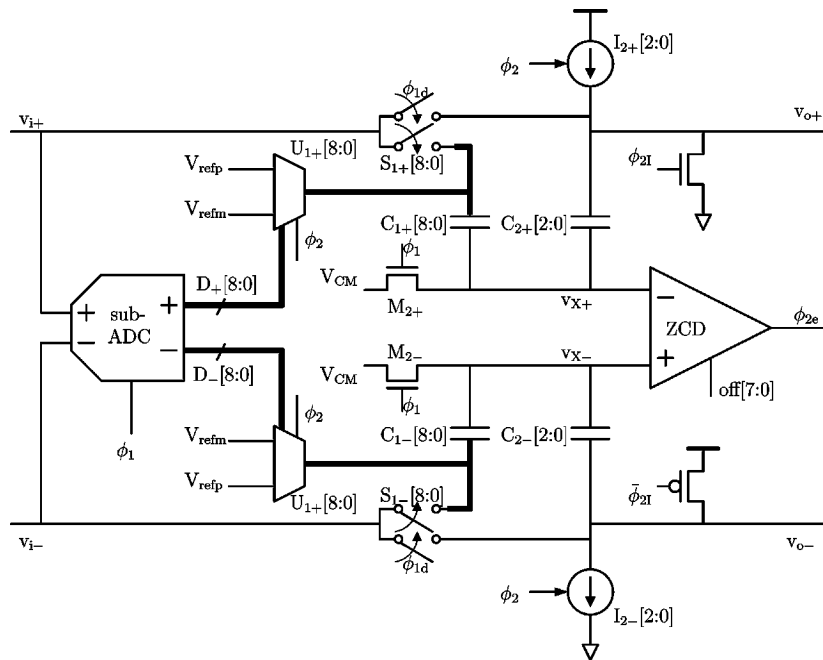 I2+[2:0]
ϕ2
ϕ1d
vi+
vo+
U1+[8:0]
Vrefp
S1+[8:0]
ϕ2I
Vrefm
C1+[8:0]
C2+[2:0]
ϕ2
ϕ1
D+[8:0]
VCM
M2+
vX+
+
+
−
sub-
ADC
ZCD
ϕ2e
−
−
M2−
vX−
+
D−[8:0]
VCM
off[7:0]
ϕ2
ϕ1
ϕ1
Vrefm
C1−[8:0]
C2−[2:0]
Vrefp
S1−[8:0]
ϕ̄2I
U1+[8:0]
vi−
ϕ1d
vo−
ϕ2
I2−[2:0]